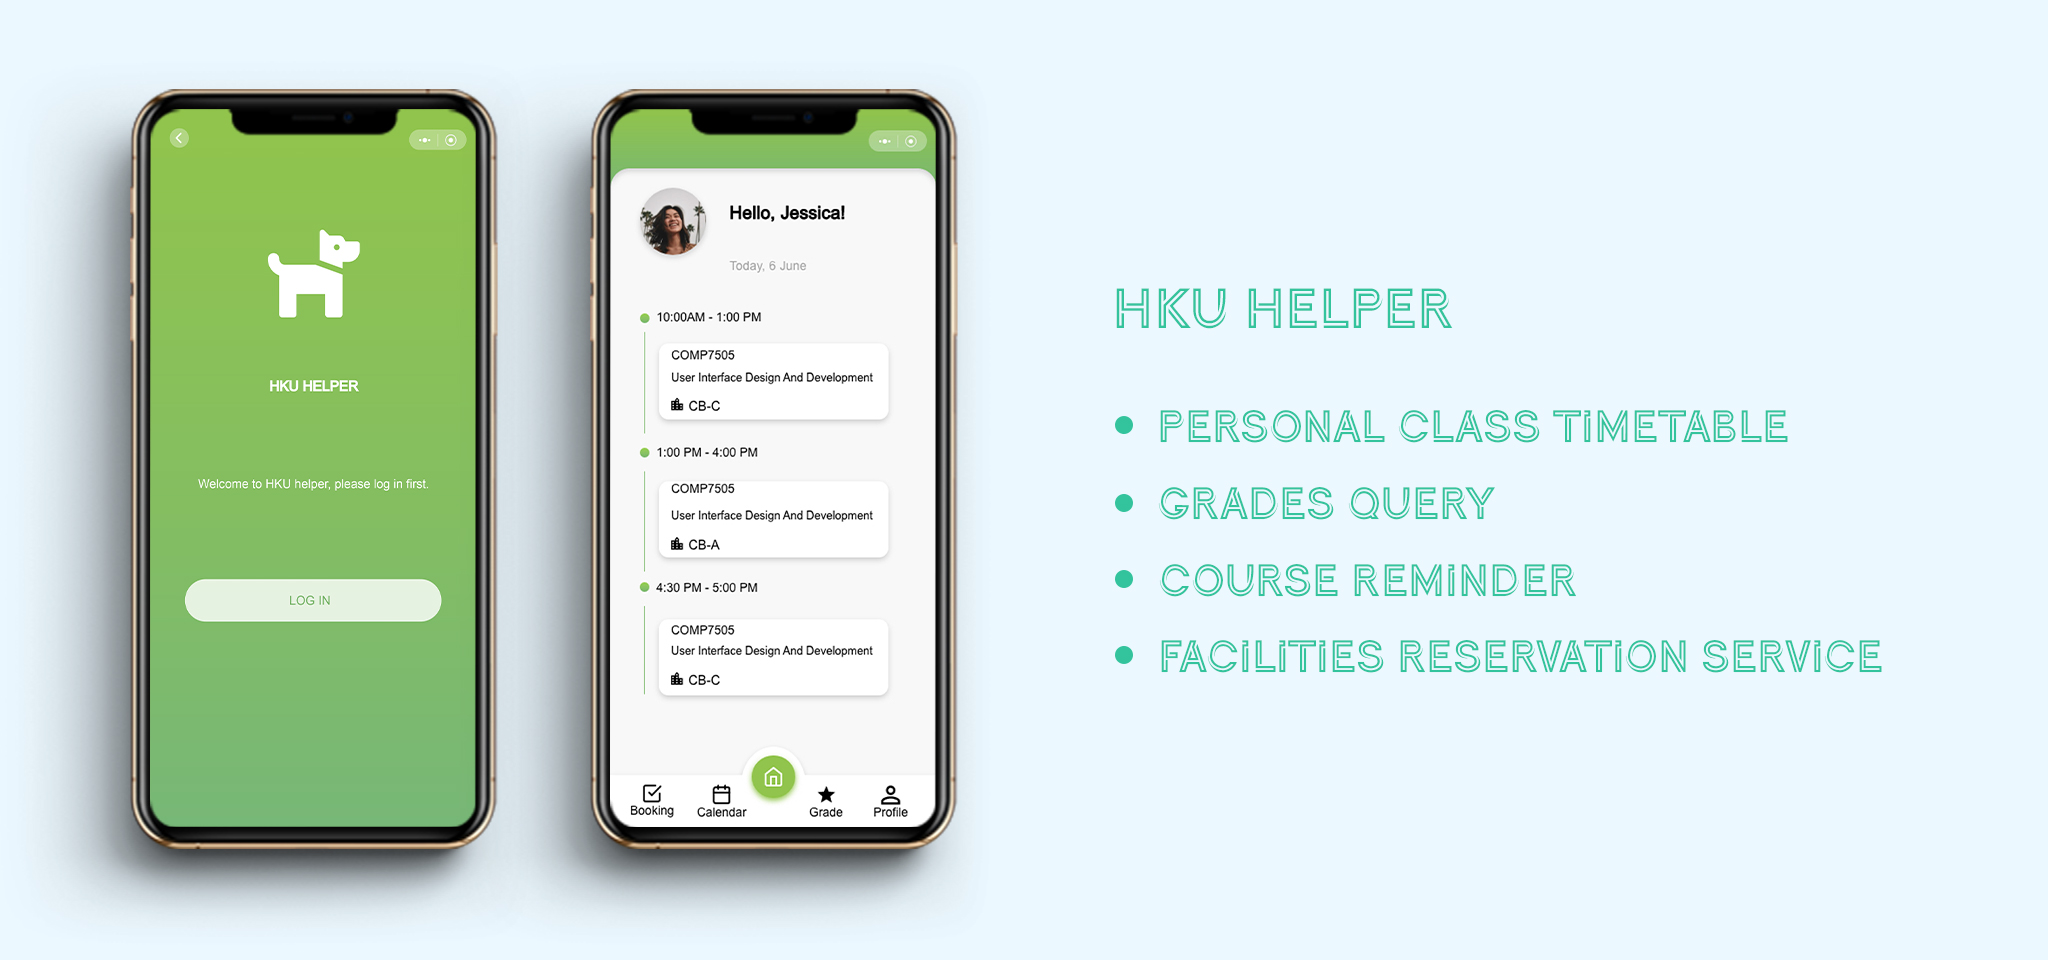 HKU HELPER
Welcome to HKU helper, please log in first.
LOG IN
Hello, Jessica!
Today, 6 June
10:00AM - 1:00 PM
COMP7505
User Interface Design And Development
CB-C
1:00 PM - 4:00 PM
COMP7505
User Interface Design And Development
CB-A
4:30 PM - 5:00 PM
COMP7505
User Interface Design And Development
CB-C
Booking
Calendar
Grade
Profile
HKU HELPER
PERSONAL CLASS TiMETABLE
GRADES QUERY
COURSE REMiNDER
FACiLiTiES RESERVATiON SERViCE